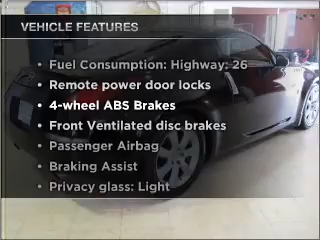 VEHICLE FEATURES
• Fuel Consumption: Highway: 26
• Remote power door locks
• 4-wheel ABS Brakes
• Front Ventilated disc brakes
• Passenger Airbag
• Braking Assist
• Privacy glass: Light